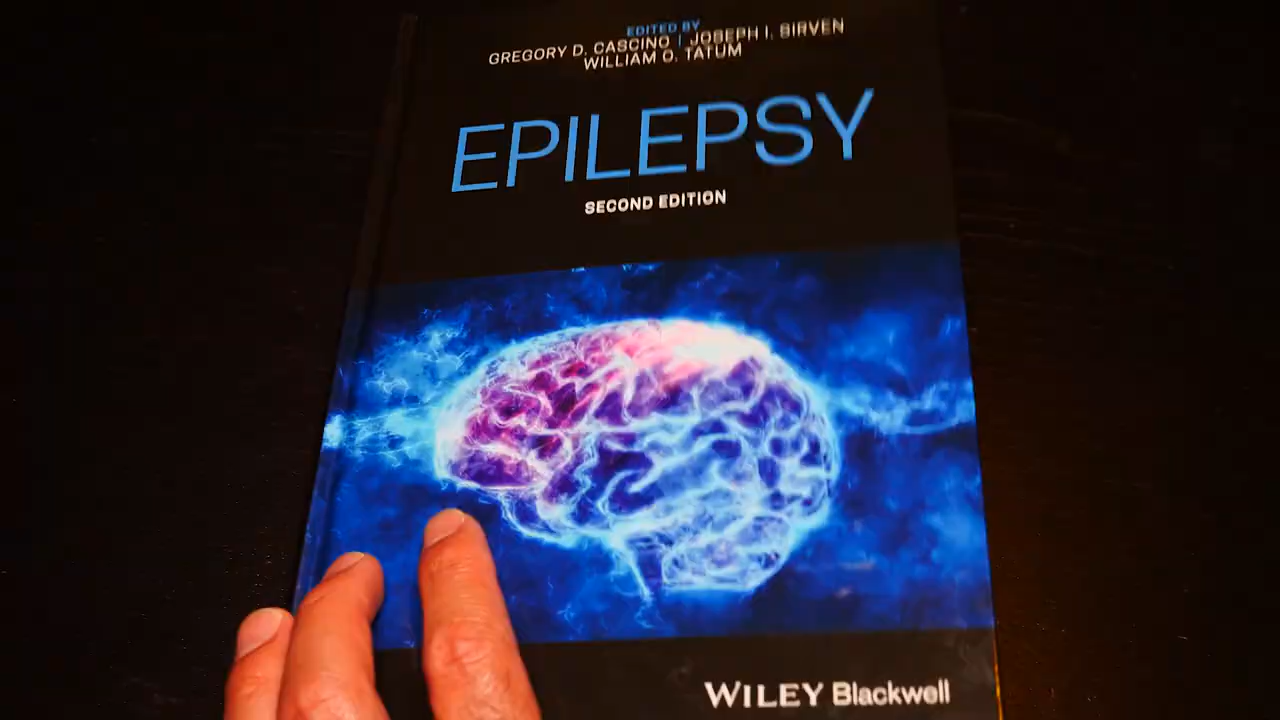 EDITED BY
GREGORY D. CASCINO | JOSEPH I. SIRVEN
WILLIAM O. TATUM
EPILEPSY
SECOND EDITION
WILEY Blackwell